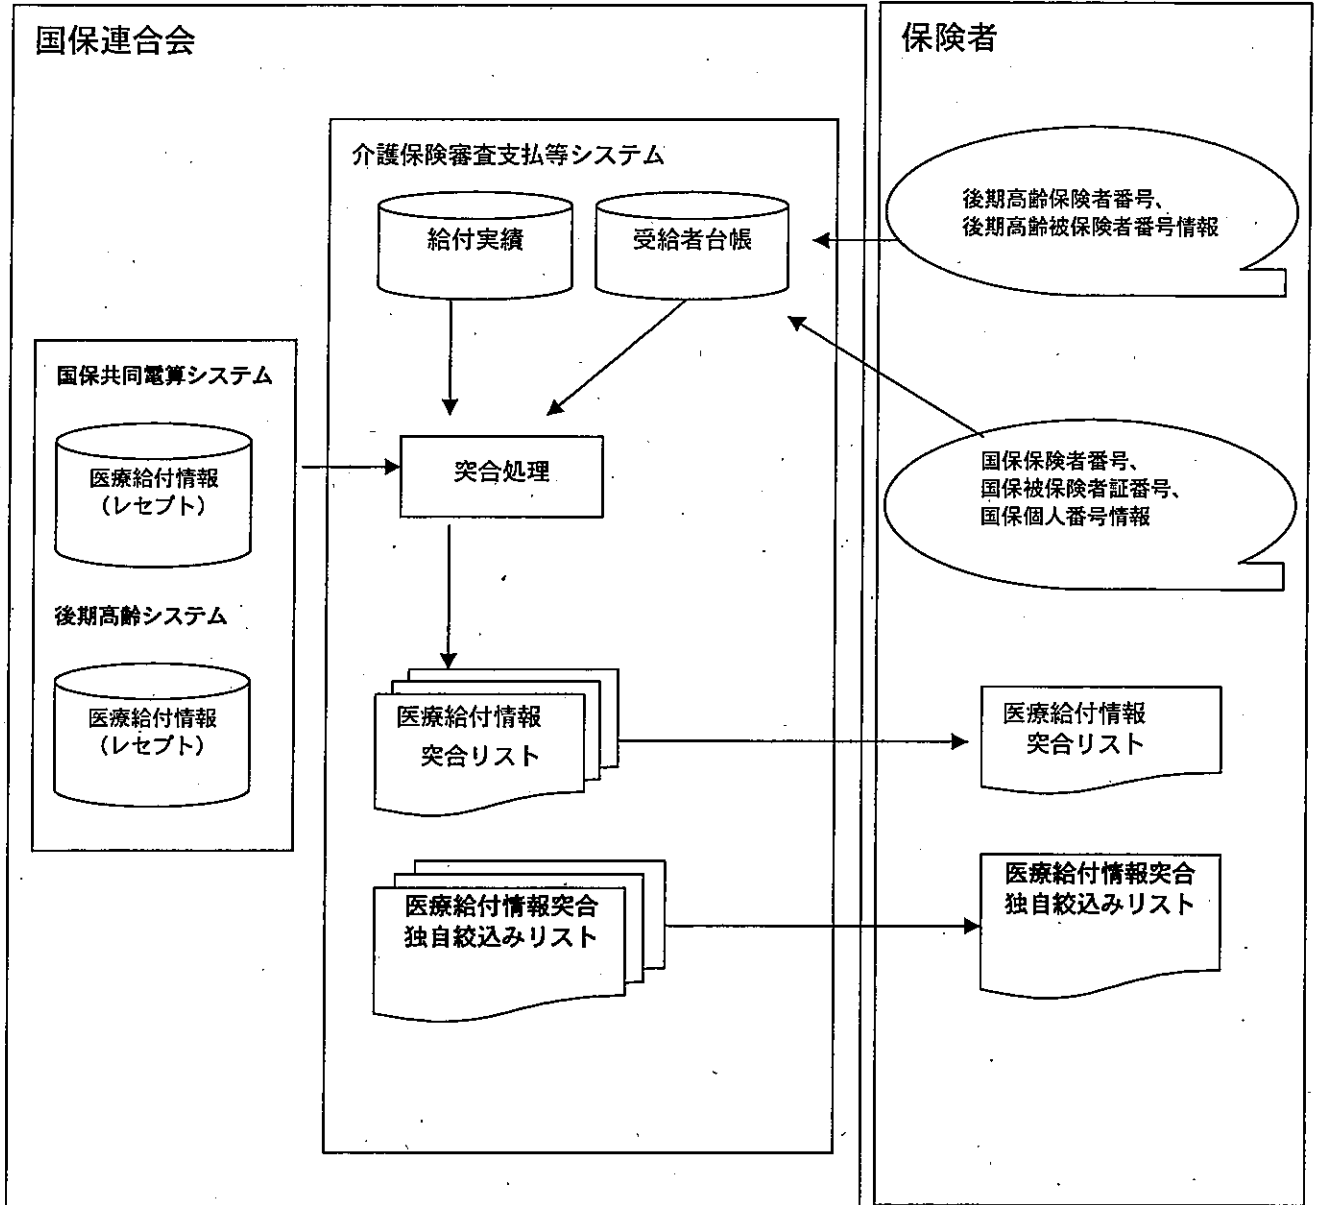 国保連合会
介護保険審査支払等システム
給付実績
受給者台帳
国保共同電算システム
医療給付情報
（レセプト）
後期高齢システム
医療給付情報
（レセプト）
突合処理
医療給付情報
突合リスト
医療給付情報突合
独自絞込みリスト
保険者
後期高齢保険者番号、
後期高齢被保険者番号情報
国保保険者番号、
国保被保険者証番号、
国保個人番号情報
医療給付情報
突合リスト
医療給付情報突合
独自絞込みリスト